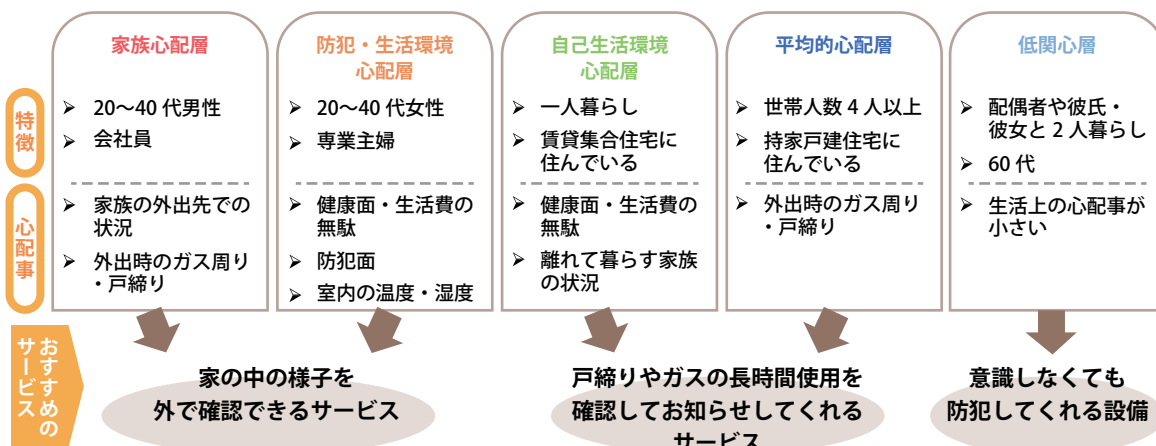 家族心配層
防犯・生活環境
心配層
自己生活環境
心配層
平均的心配層
低関心層
特徴
➢ 20～40 代男性
➢ 会社員
➢ 20～40 代女性
➢ 専業主婦
➢ 一人暮らし
➢ 賃貸集合住宅に
住んでいる
➢ 世帯人数 4 人以上
➢ 持家戸建住宅に
住んでいる
➢ 配偶者や彼氏・
彼女と 2 人暮らし
➢ 60 代
心配事
➢ 家族の外出先での
状況
➢ 外出時のガス周り
・戸締り
➢ 健康面・生活費の
無駄
➢ 防犯面
➢ 室内の温度・湿度
➢ 健康面・生活費の
無駄
➢ 離れて暮らす家族
の状況
➢ 外出時のガス周り
・戸締り
➢ 生活上の心配事が
小さい
おすすめの
サービス
家の中の様子を
外で確認できるサービス
戸締りやガスの長時間使用を
確認してお知らせしてくれる
サービス
意識しなくても
防犯してくれる設備